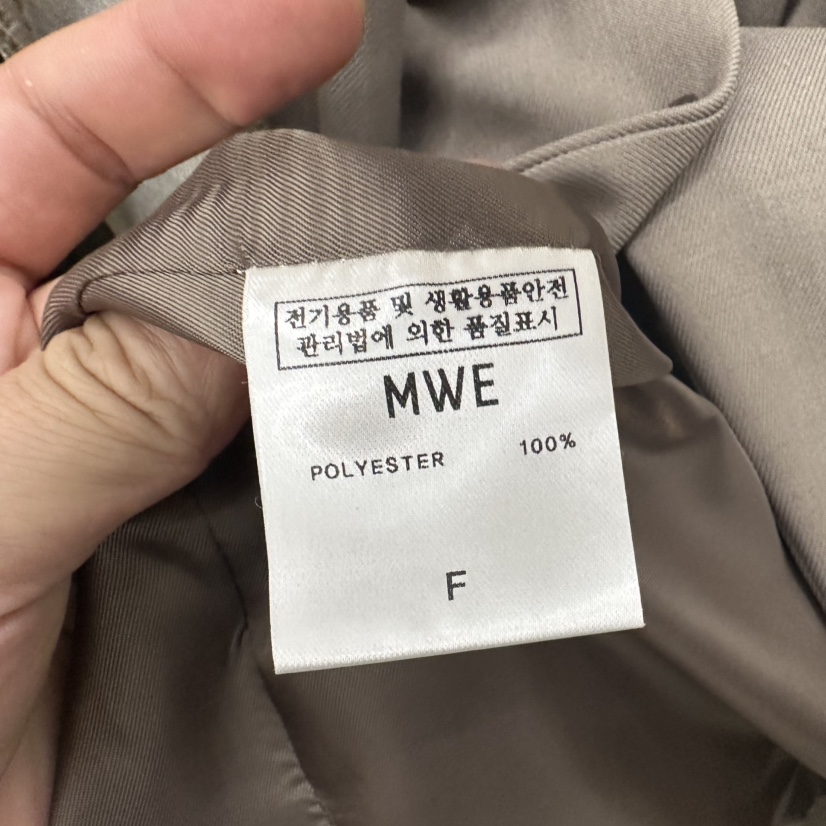 전기용품 및 생활용품안전
관리법에 의한 품질표시
MWE
POLYESTER 100%
F